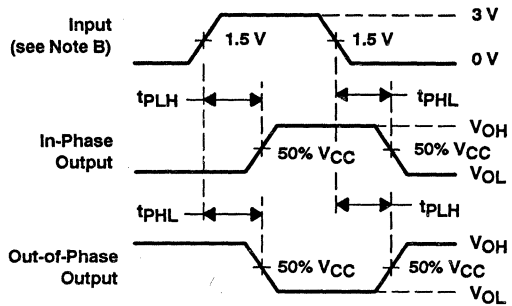 Input
(see Note B)
1.5 V
1.5 V
3 V
0 V
tPLH
tPHL
In-Phase
Output
50% VCC
50% VCC
VOH
VOL
tPHL
tPLH
Out-of-Phase
Output
50% VCC
50% VCC
VOH
VOL